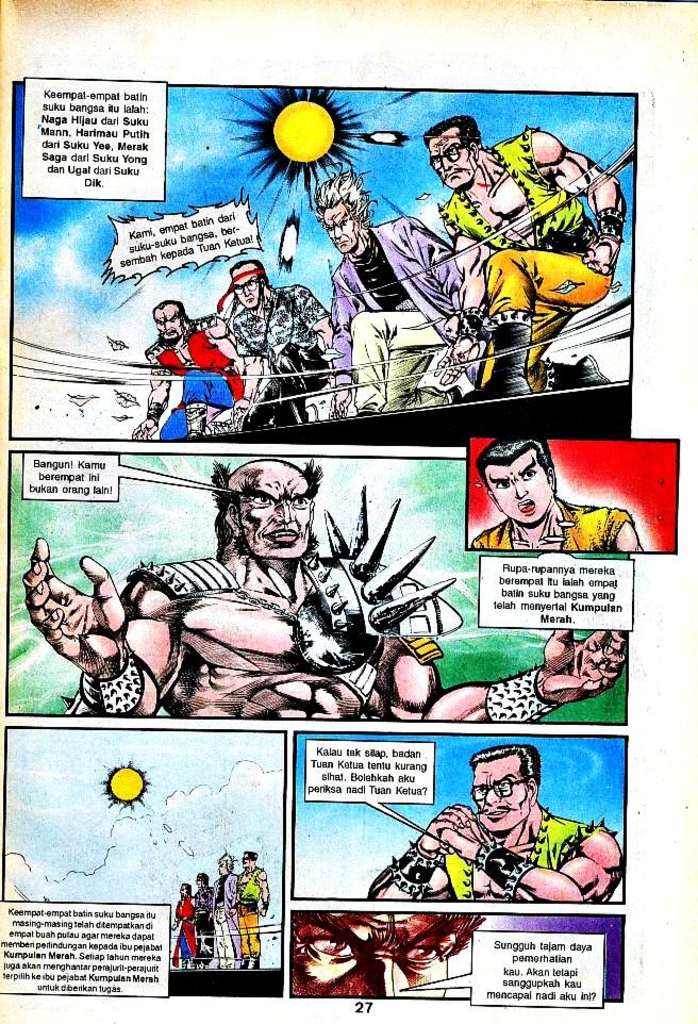 Keempat-empat batin
suku bangsa itu ialah:
Naga Hijau dari Suku
Mann, Harimau Putih
dari Suku Yee, Merak
Saga dari Suku Yong
dan Ugal dari Suku
Dik.
Kami, empat batin dari
suku-suku bangsa, ber-
sembah kepada Tuan Ketua!
Bangun! Kamu
berempat ini
bukan orang lain!
Rupa-rupannya mereka
berempat itu ialah empat
batin suku bangsa yang
telah menyertai Kumpulan
Merah.
Kalau tak silap, badan
Tuan Ketua tentu kurang
sihat. Bolehkah aku
periksa nadi Tuan Ketua?
Keempat-empat batin suku bangsa itu
masing-masing telah ditempatkan di
empat buah pulau agar mereka dapat
memberi perlindungan kepada ibu pejabat
Kumpulan Merah. Setiap tahun mereka
juga akan menghantar perajurit-perajurit
terpilih ke ibu pejabat Kumpulan Merah
untuk diberikan tugas.
Sungguh tajam daya
pemerhatian
kau. Akan tetapi
sanggupkah kau
mencapai nadi aku ini?
27